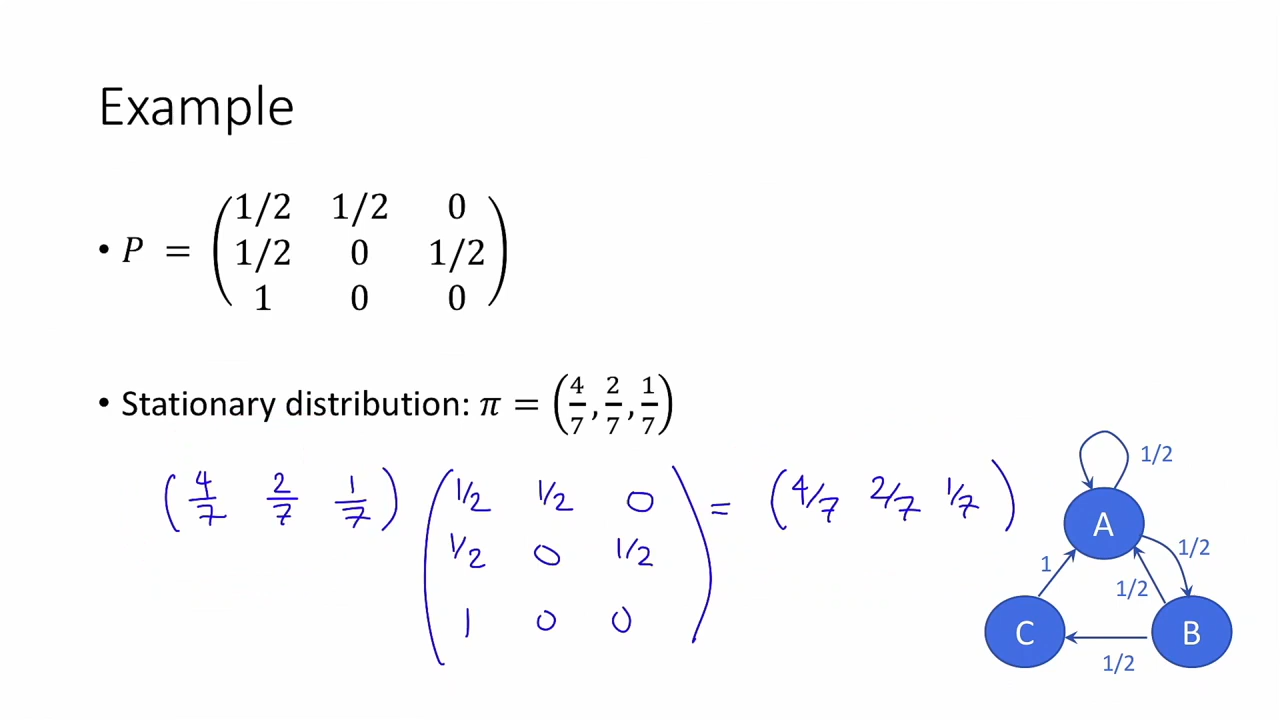 Example
1/2 1/2 0
• P = 1/2 0 1/2
1 0 0
• Stationary distribution: π = (4/7, 2/7, 1/7)
(4/7 2/7 1/7) (1/2 1/2 0 = (4/7 2/7 1/7)
1/2 0 1/2
1 0 0)
1/2
A
1 1/2 1/2
C B
1/2